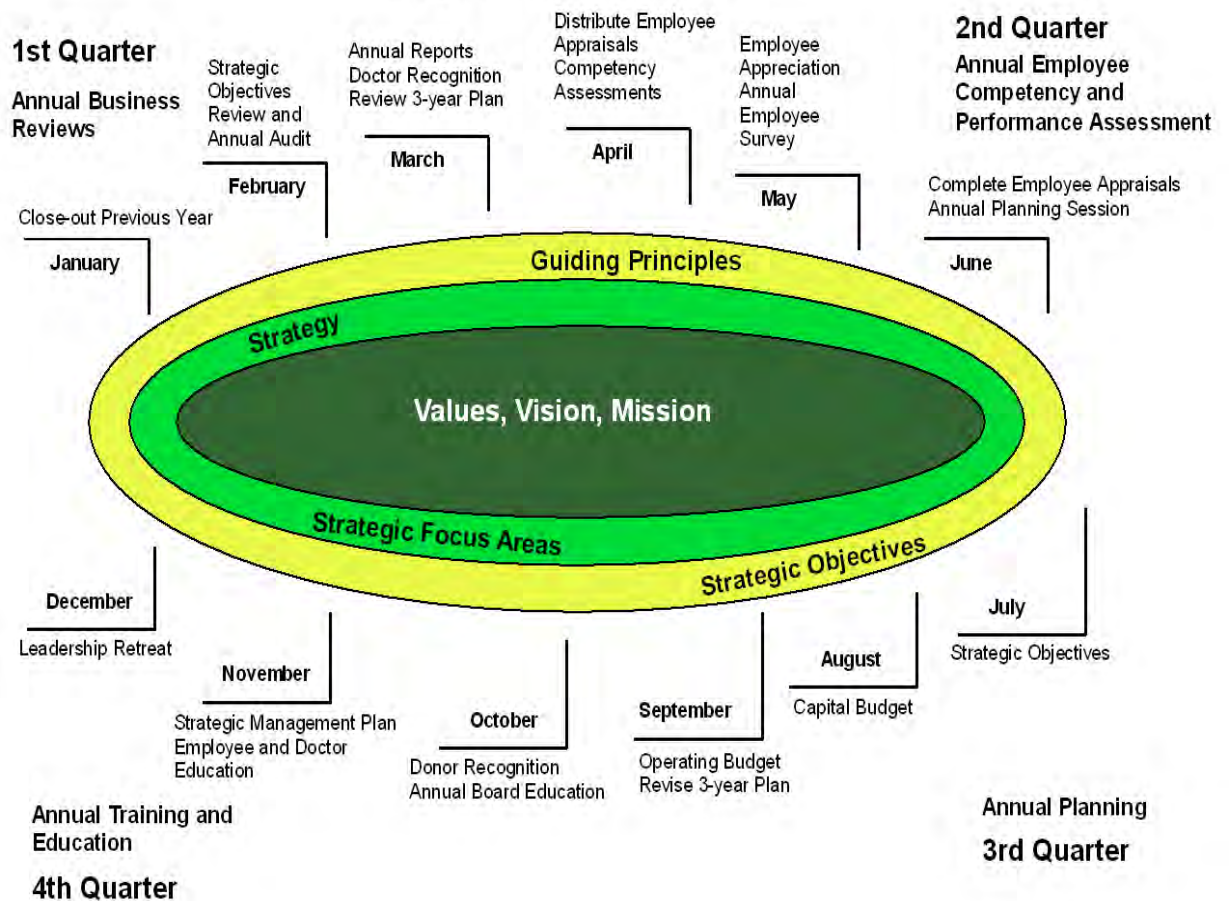 1st Quarter
Annual Business
Reviews
Close-out Previous Year
January
Strategic
Objectives
Review and
Annual Audit
February
Annual Reports
Doctor Recognition
Review 3-year Plan
March
Distribute Employee
Appraisals
Competency
Assessments
April
Employee
Appreciation
Annual
Employee
Survey
May
2nd Quarter
Annual Employee
Competency and
Performance Assessment
Complete Employee Appraisals
Annual Planning Session
June
Guiding Principles
Strategy
Values, Vision, Mission
Strategic Focus Areas
Strategic Objectives
July
Strategic Objectives
August
Capital Budget
September
Operating Budget
Revise 3-year Plan
October
Donor Recognition
Annual Board Education
November
Strategic Management Plan
Employee and Doctor
Education
December
Leadership Retreat
Annual Planning
3rd Quarter
Annual Training and
Education
4th Quarter